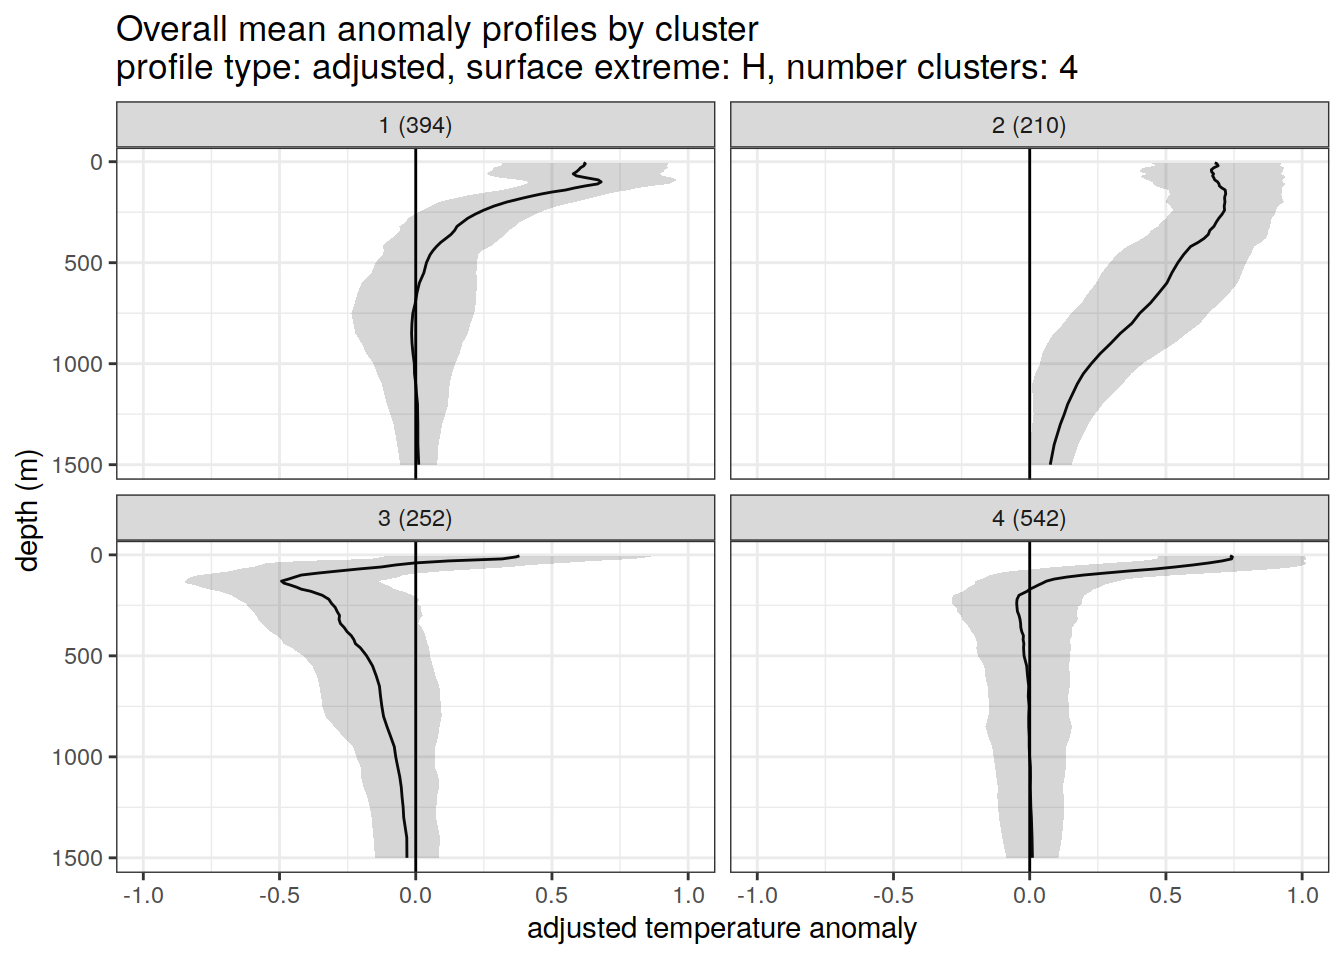 Overall mean anomaly profiles by cluster
profile type: adjusted, surface extreme: H, number clusters: 4
1 (394)
2 (210)
0
500
1000
1500
3 (252)
4 (542)
0
500
1000
1500
depth (m)
-1.0 -0.5 0.0 0.5 1.0 -1.0 -0.5 0.0 0.5 1.0
adjusted temperature anomaly